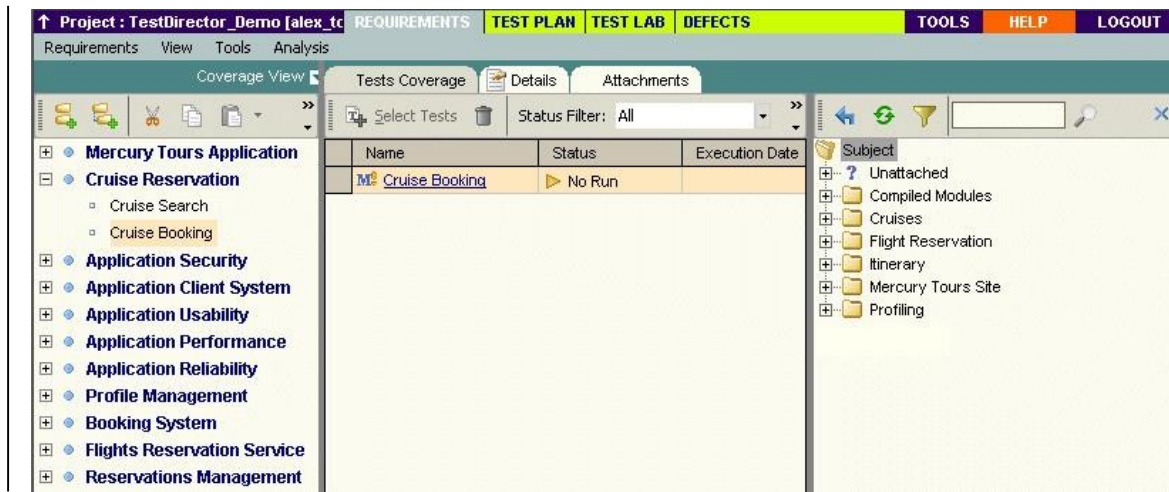 ↑ Project : TestDirector_Demo [alex_tc REQUIREMENTS TEST PLAN TEST LAB DEFECTS TOOLS HELP LOGOUT
Requirements View Tools Analysis
Coverage View
Tests Coverage Details Attachments
Select Tests Status Filter: All
Mercury Tours Application
Cruise Reservation
Cruise Search
Cruise Booking
Application Security
Application Client System
Application Usability
Application Performance
Application Reliability
Profile Management
Booking System
Flights Reservation Service
Reservations Management
Name Status Execution Date
Cruise Booking No Run
Subject
? Unattached
Compiled Modules
Cruises
Flight Reservation
Itinerary
Mercury Tours Site
Profiling